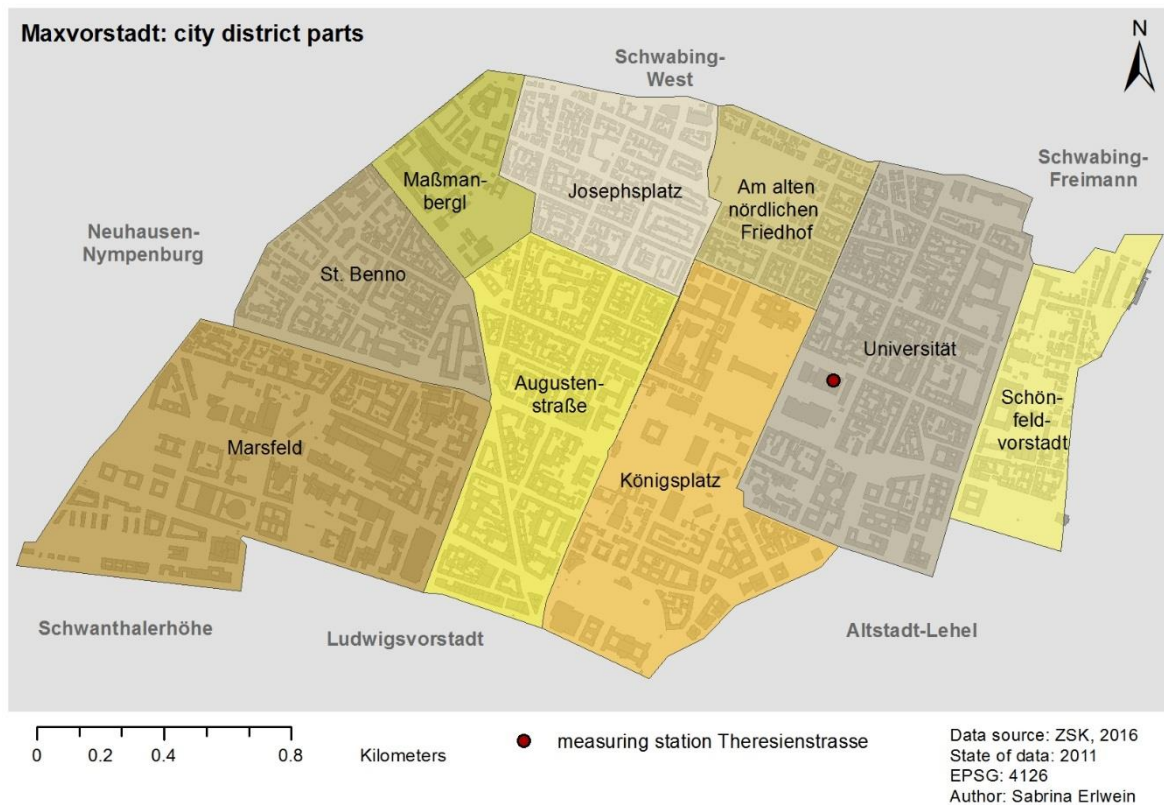 Maxvorstadt: city district parts
N
Schwabing-
West
Schwabing-
Freimann
Neuhausen-
Nympenburg
Maßman-
bergl
Josephsplatz
Am alten
nördlichen
Friedhof
St. Benno
Universität
Augusten-
straße
Schön-
feld-
vorstadt
Marsfeld
Königsplatz
Schwanthalerhöhe
Ludwigsvorstadt
Altstadt-Lehel
0 0.2 0.4 0.8 Kilometers
measuring station Theresienstrasse
Data source: ZSK, 2016
State of data: 2011
EPSG: 4126
Author: Sabrina Erlwein